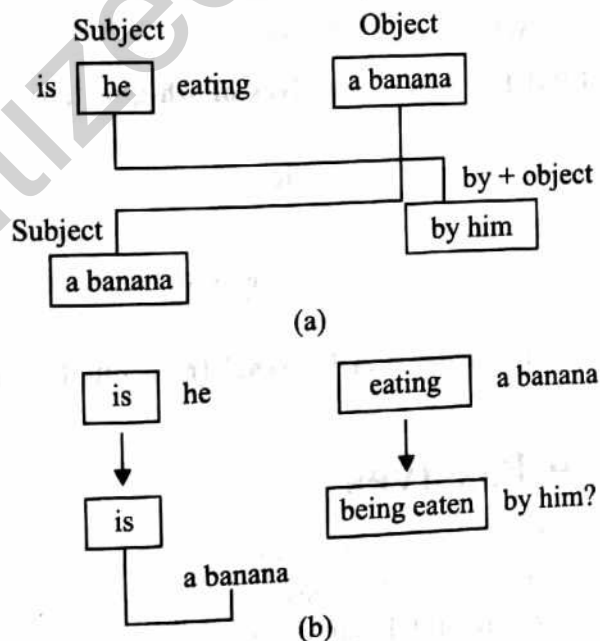 Subject Object
is he eating a banana
by + object
Subject by him
a banana
(a)
is he eating a banana
is being eaten by him?
a banana
(b)